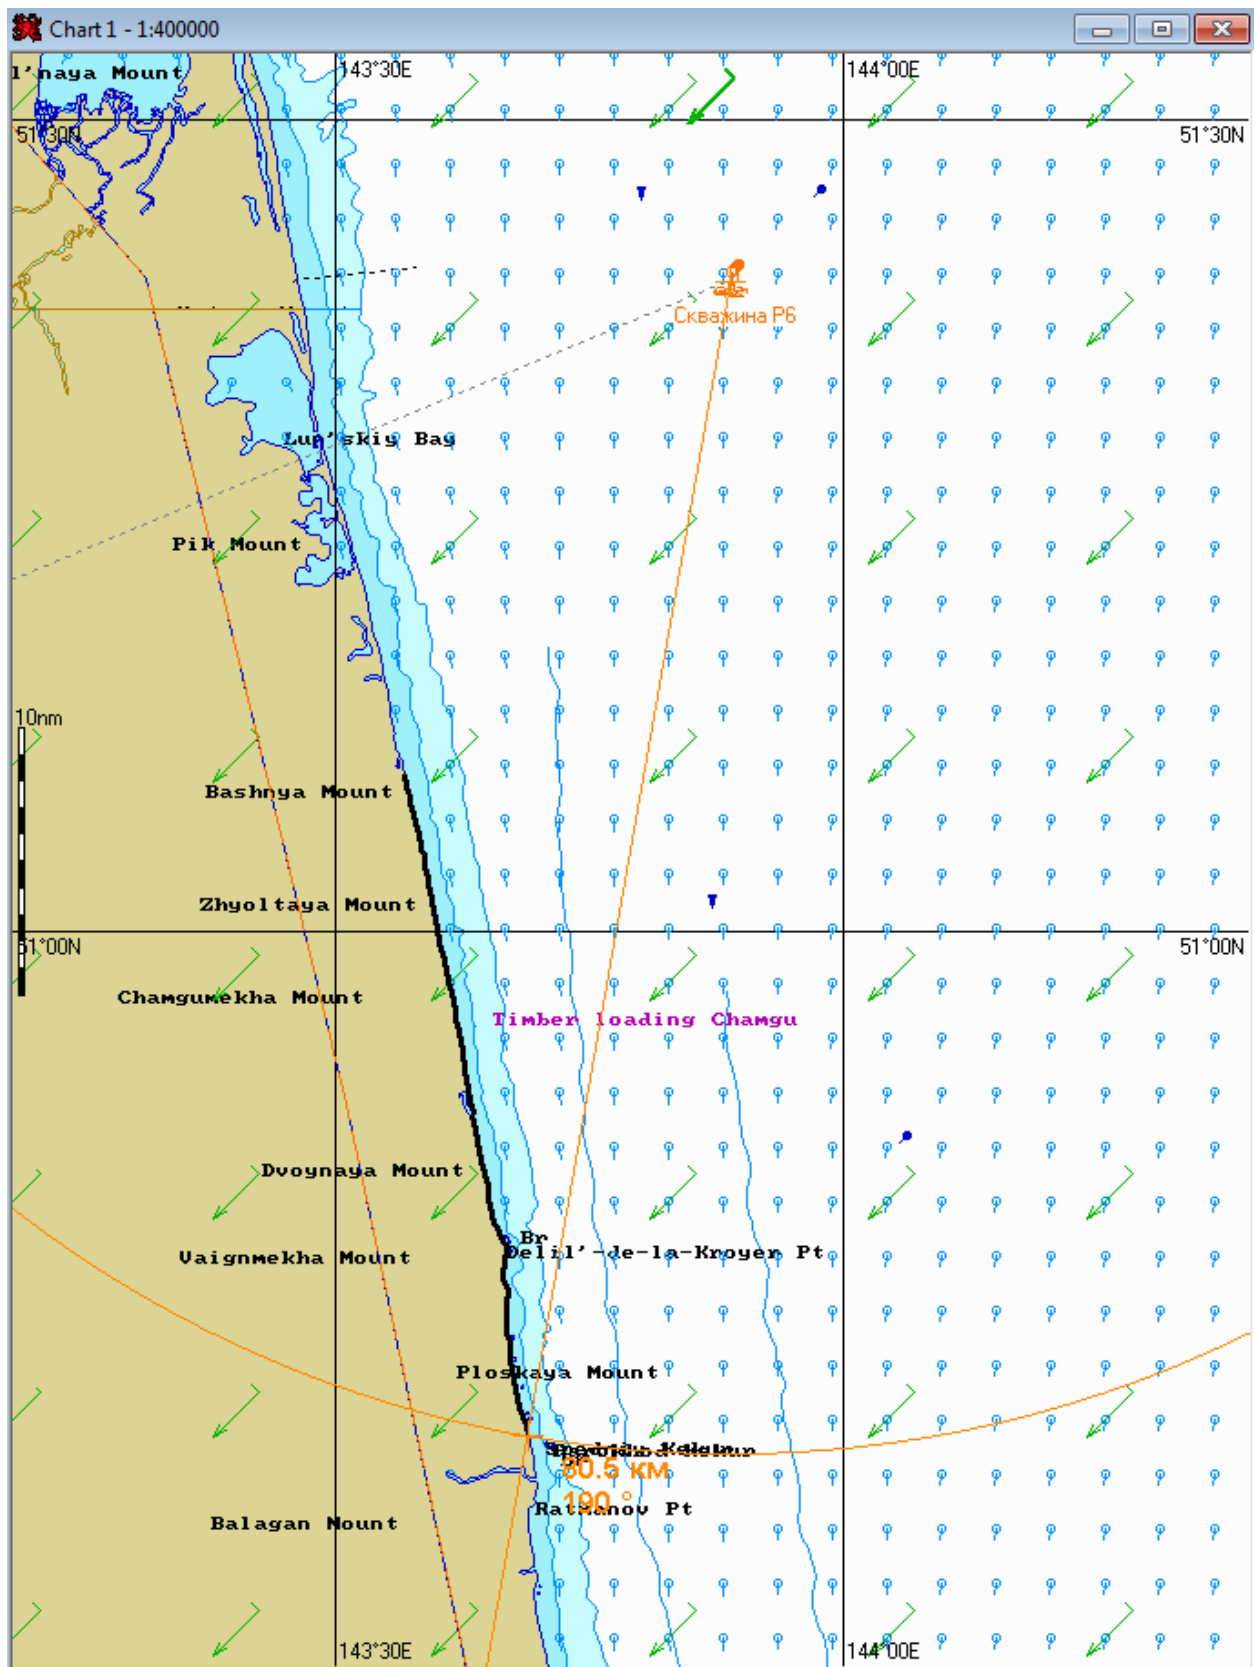 Chart 1 - 1:400000
143°30E
144°00E
l'naya Mount
51°30N
51°30N
Скважина Р6
Lun'skiy Bay
Pik Mount
10nm
Bashnya Mount
Zhyoltaya Mount
51°00N
51°00N
Chamgumekha Mount
Timber loading Chamgu
Dvoynaya Mount
Br
Delil'-de-la-Kroyer Pt
Vaignmekha Mount
Ploskaya Mount
80.5 км
190 °
Ratmanov Pt
Balagan Mount
143°30E
144°00E